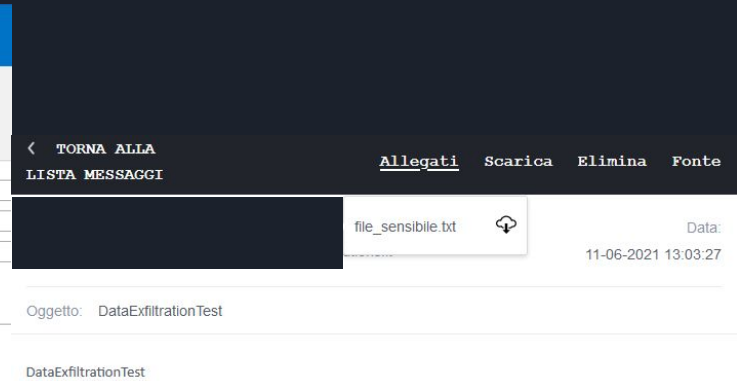 TORNA ALLA
LISTA MESSAGGI
Allegati Scarica Elimina Fonte
file_sensibile.txt
Data:
11-06-2021 13:03:27
Oggetto: DataExfiltrationTest
DataExfiltrationTest